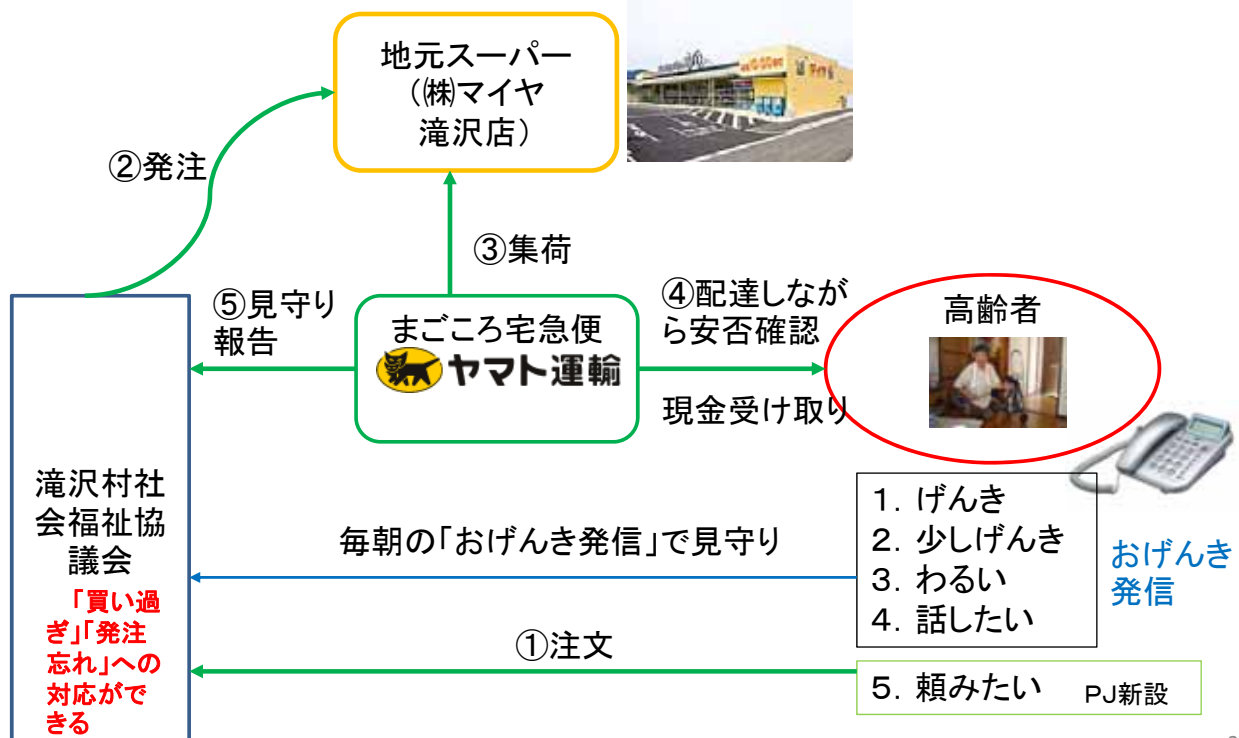 地元スーパー
(㈱マイヤ
滝沢店)
②発注
③集荷
⑤見守り
報告
まごころ宅急便
ヤマト運輸
④配達しなが
ら安否確認
現金受け取り
高齢者
滝沢村社
会福祉協
議会
「買い過
ぎ」「発注
忘れ」への
対応がで
きる
毎朝の「おげんき発信」で見守り
1. げんき
2. 少しげんき
3. わるい
4. 話したい
おげんき
発信
①注文
5. 頼みたい PJ新設